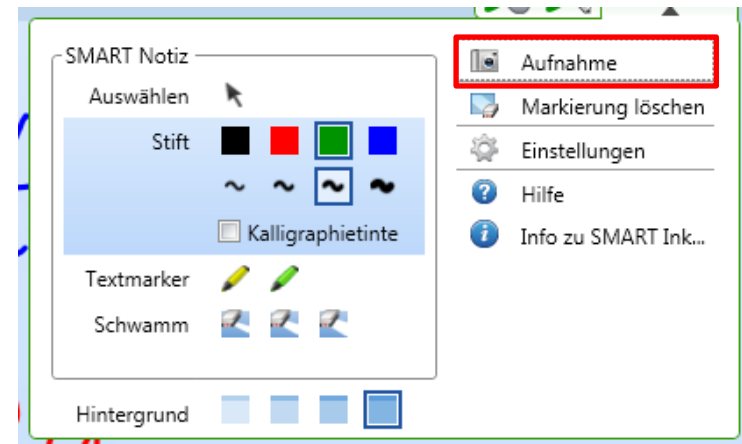 SMART Notiz
Auswählen
Stift
Kalligraphietinte
Textmarker
Schwamm
Hintergrund
Aufnahme
Markierung löschen
Einstellungen
Hilfe
Info zu SMART Ink...